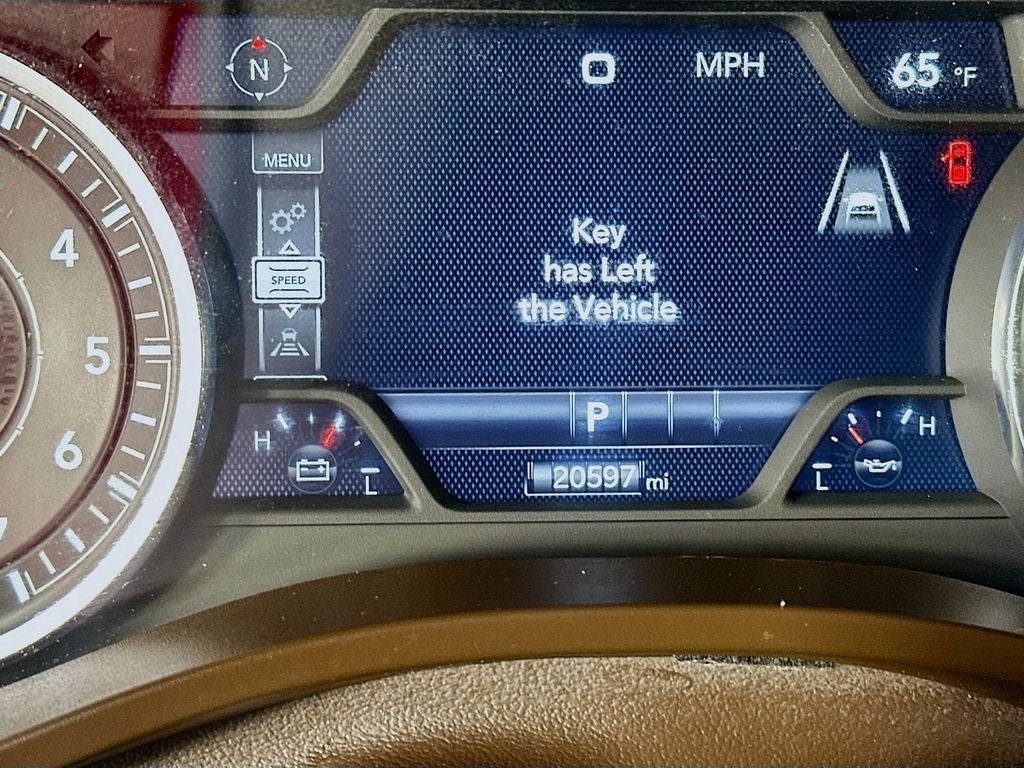 N
0 MPH
65 °F
MENU
4
SPEED
Key
has Left
the Vehicle
5
6
P
H
L
L
H
20597 mi